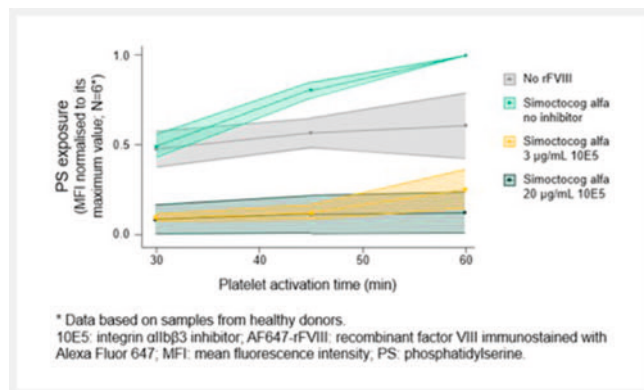 PS exposure
(MFI normalised to its
maximum value; N=6*)
1.0
0.5
0.0
30
40
50
60
Platelet activation time (min)
No rFVIII
Simoctocog alfa
no inhibitor
Simoctocog alfa
3 µg/mL 10E5
Simoctocog alfa
20 µg/mL 10E5
* Data based on samples from healthy donors.
10E5: integrin αIIbβ3 inhibitor; AF647-rFVIII: recombinant factor VIII immunostained with
Alexa Fluor 647; MFI: mean fluorescence intensity; PS: phosphatidylserine.